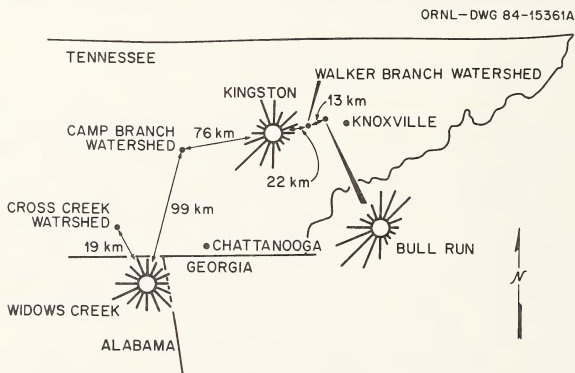 ORNL-DWG 84-15361A
TENNESSEE
WALKER BRANCH WATERSHED
KINGSTON
13 km
KNOXVILLE
76 km
CAMP BRANCH
WATERSHED
22 km
99 km
CROSS CREEK
WATRSHED
19 km
CHATTANOOGA
BULL RUN
GEORGIA
N
WIDOWS CREEK
ALABAMA